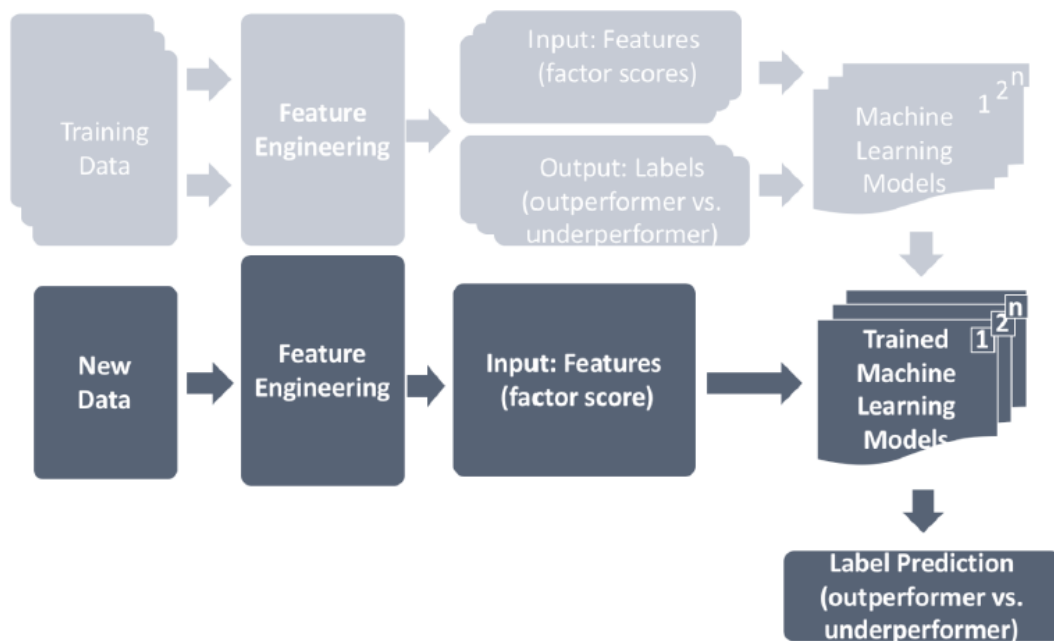 Training
Data
Feature
Engineering
Input: Features
(factor scores)
Output: Labels
(outperformer vs.
underperformer)
1 2 n
Machine
Learning
Models
New
Data
Feature
Engineering
Input: Features
(factor score)
1 2 n
Trained
Machine
Learning
Models
Label Prediction
(outperformer vs.
underperformer)